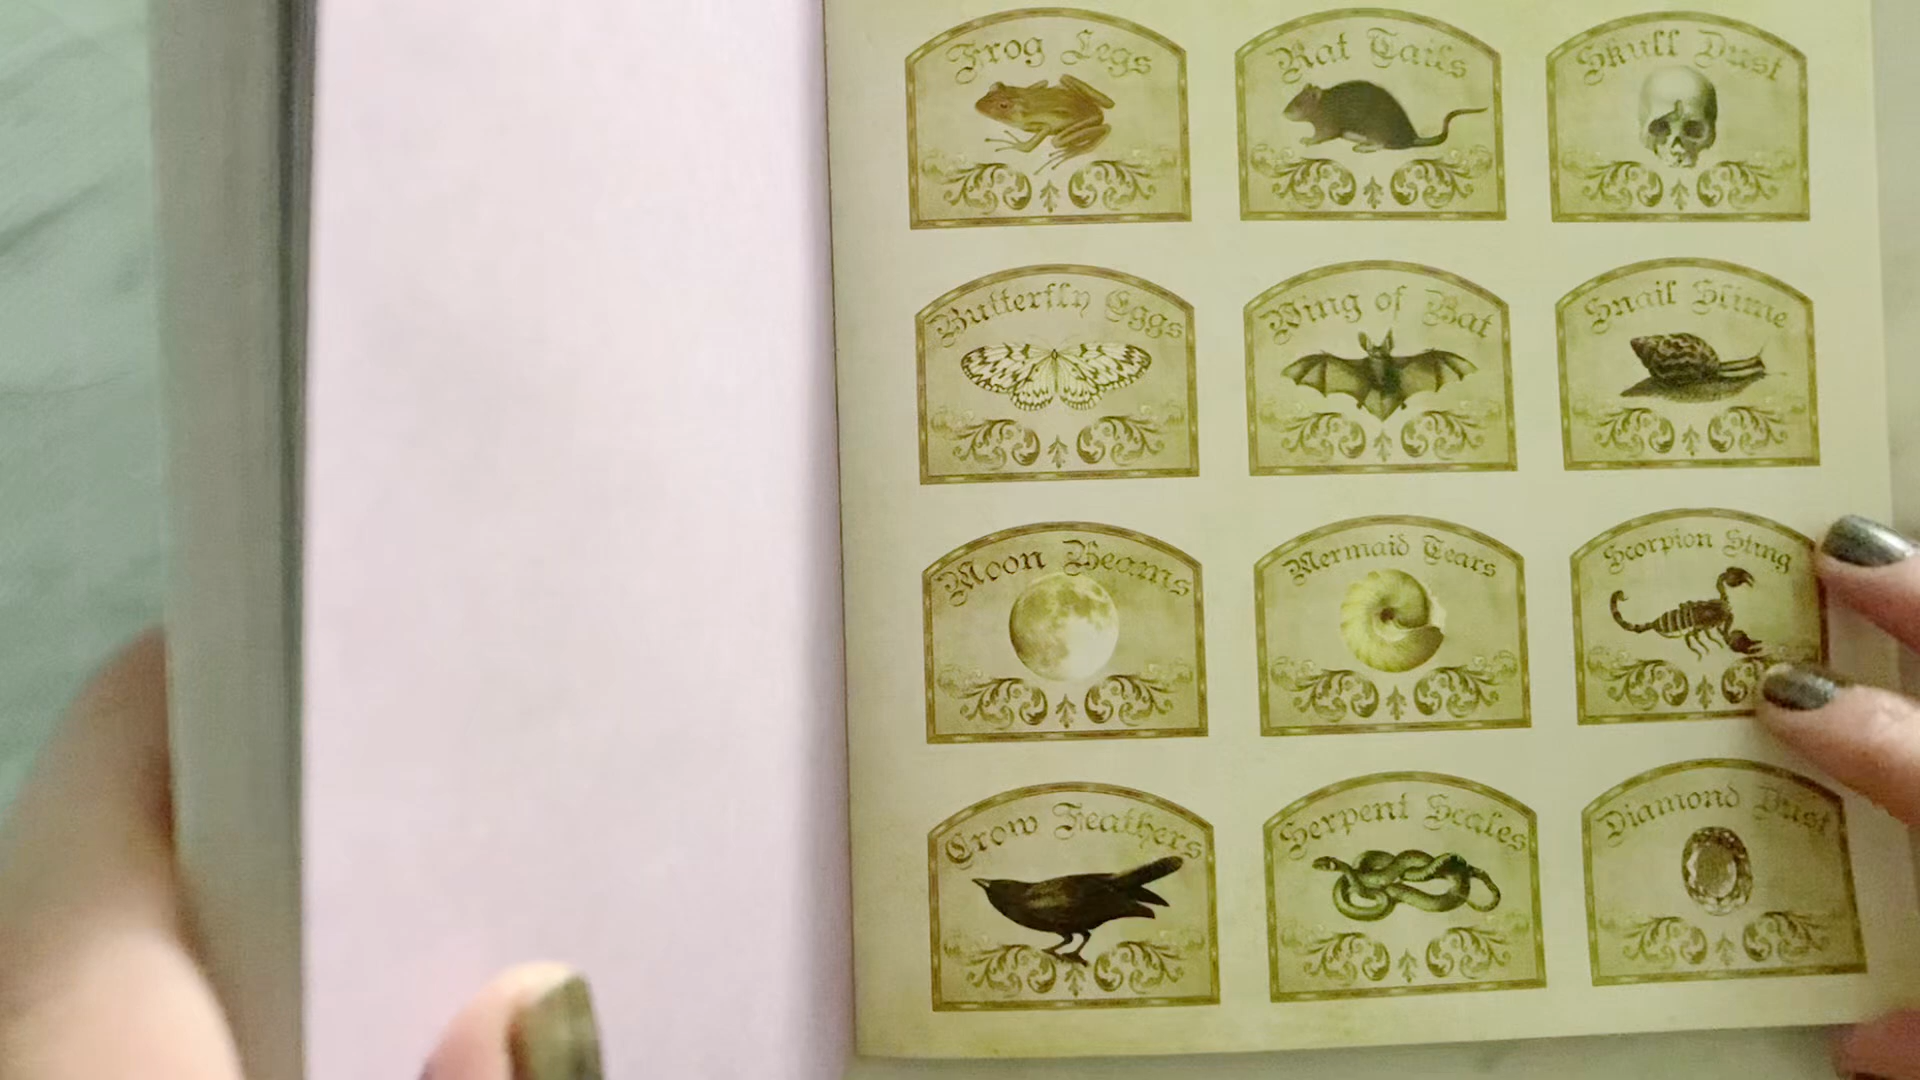 Frog Legs
Rat Tails
Skull Dust
Butterfly Eggs
Wing of Bat
Snail Slime
Moon Beams
Mermaid Tears
Scorpion Sting
Crow Feathers
Serpent Scales
Diamond Dust